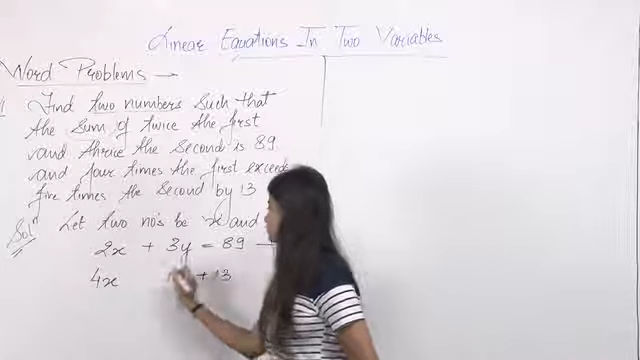 Linear Equations In Two Variables
Word Problems →
Find two numbers such that
the sum of twice the first
and thrice the second is 89
and four times the first exceeds
five times the second by 13
Solⁿ Let two no's be 'x' and
2x + 3y = 89 —
4x + 13